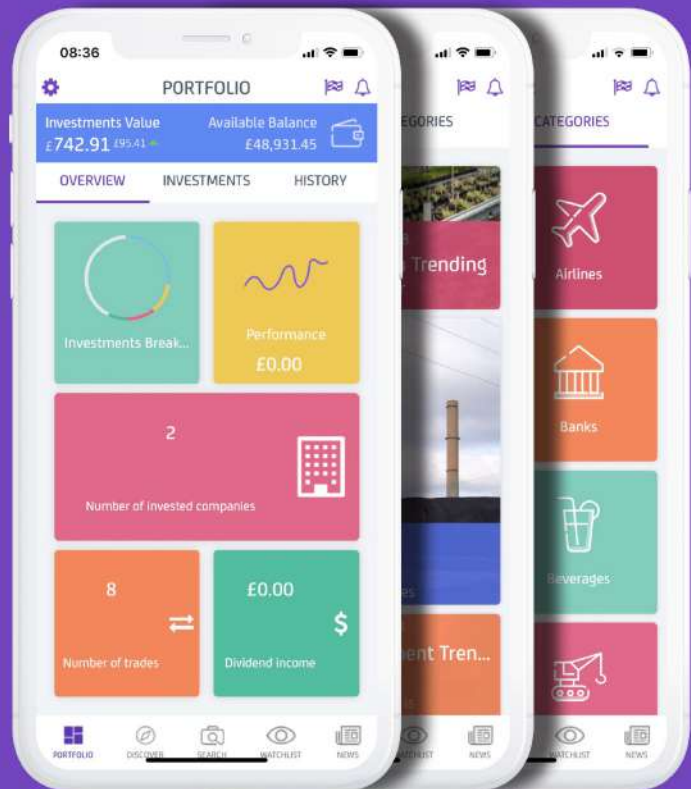 08:36
PORTFOLIO
Investments Value
£742.91 £95.41
Available Balance
£48,931.45
OVERVIEW INVESTMENTS HISTORY
Investments Break...
Performance
£0.00
2
Number of invested companies
8
Number of trades
£0.00
$
Dividend income
PORTFOLIO DISCOVER SEARCH WATCHLIST NEWS
EGORIES
Trending
es
ent Tren...
WATCHLIST NEWS
CATEGORIES
Airlines
Banks
Beverages
WATCHLIST NEWS